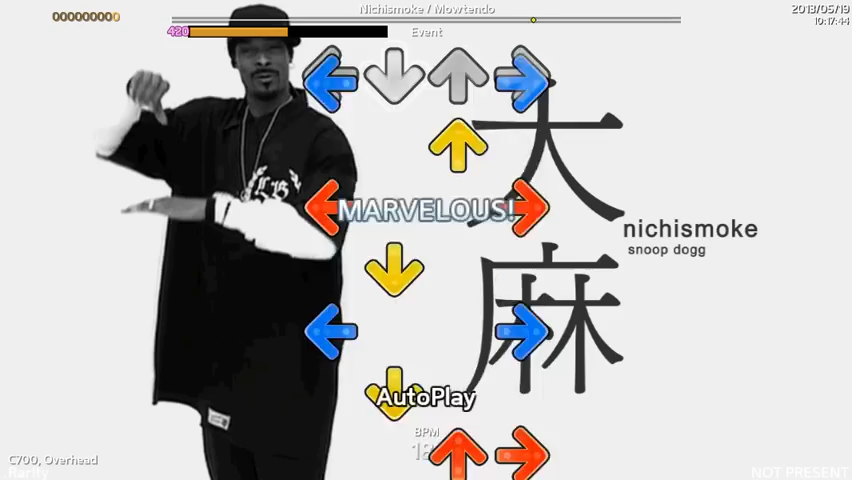 Nichismoke / Mowtendo
2013/05/19
10:17:44
000000000
420
Event
MARVELOUS!
大麻
nichismoke
snoop dogg
AutoPlay
BPM
C700, Overhead
Rarity
NOT PRESENT